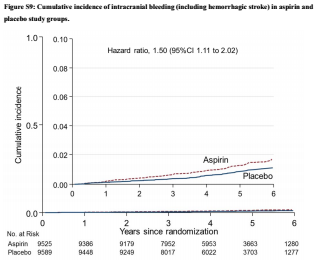 Figure S9: Cumulative incidence of intracranial bleeding (including hemorrhagic stroke) in aspirin and
placebo study groups.
1.0
0.10
Hazard ratio, 1.50 (95%CI 1.11 to 2.02)
0.08
0.06
Cumulative incidence
0.5
0.04
Aspirin
0.02
Placebo
0.00
0 1 2 3 4 5 6
0.0
0 1 2 3 4 5 6
Years since randomization
No. at Risk
Aspirin 9525 9386 9179 7952 5953 3663 1280
Placebo 9589 9448 9249 8017 6022 3703 1277